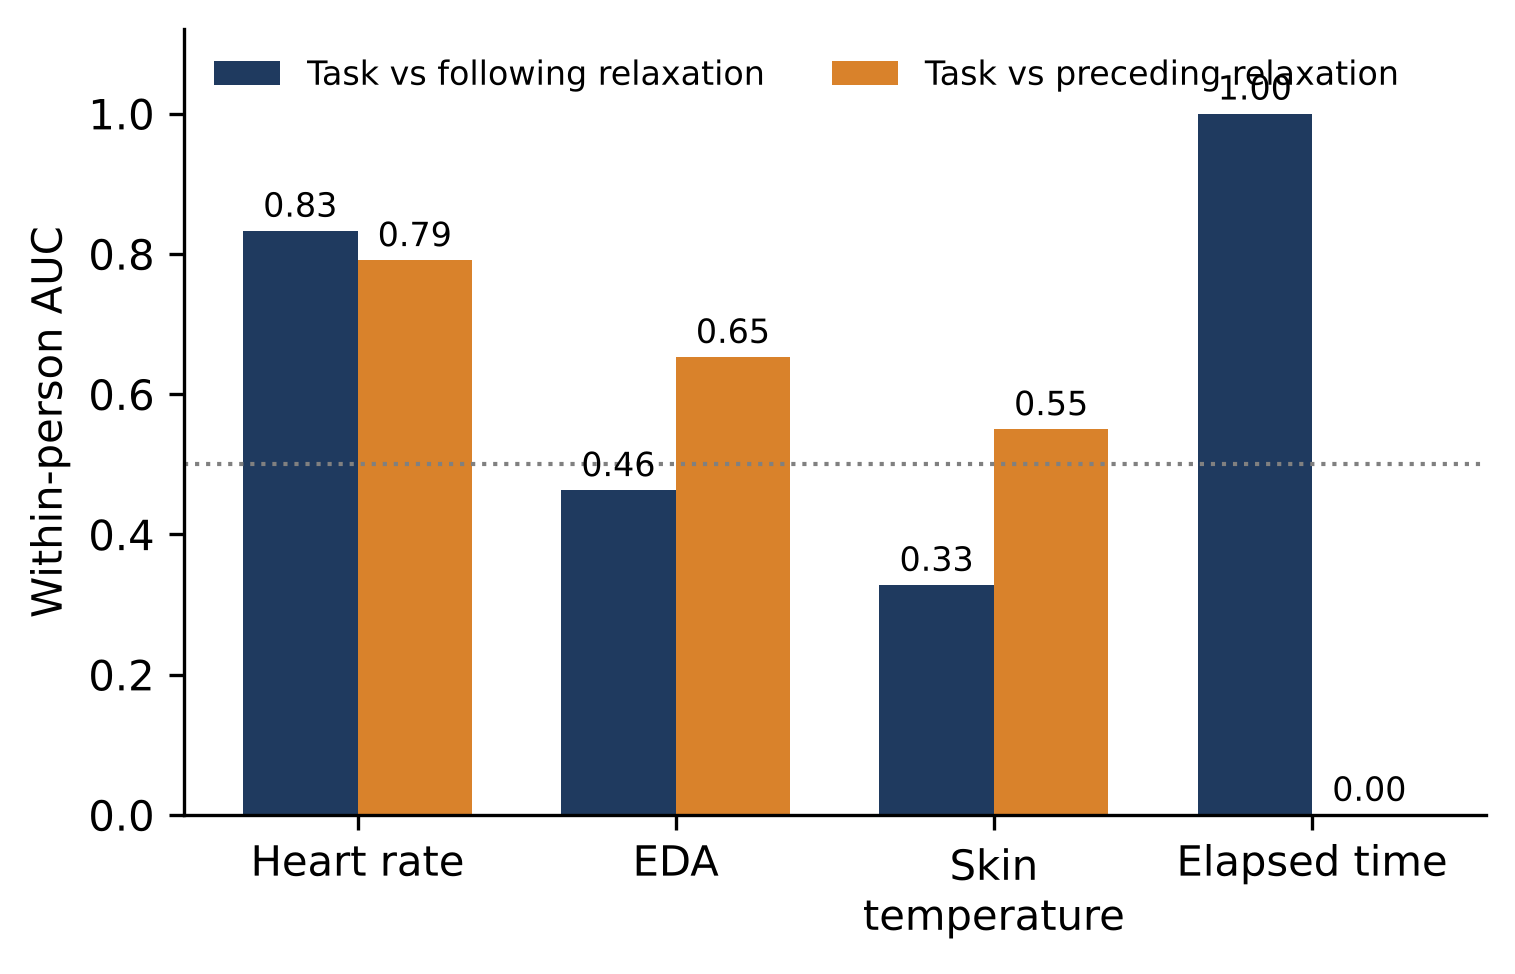 Task vs following relaxation
Task vs preceding relaxation
Within-person AUC
1.0
0.8
0.6
0.4
0.2
0.0
0.83
0.79
0.46
0.65
0.33
0.55
1.00
0.00
Heart rate
EDA
Skin
temperature
Elapsed time